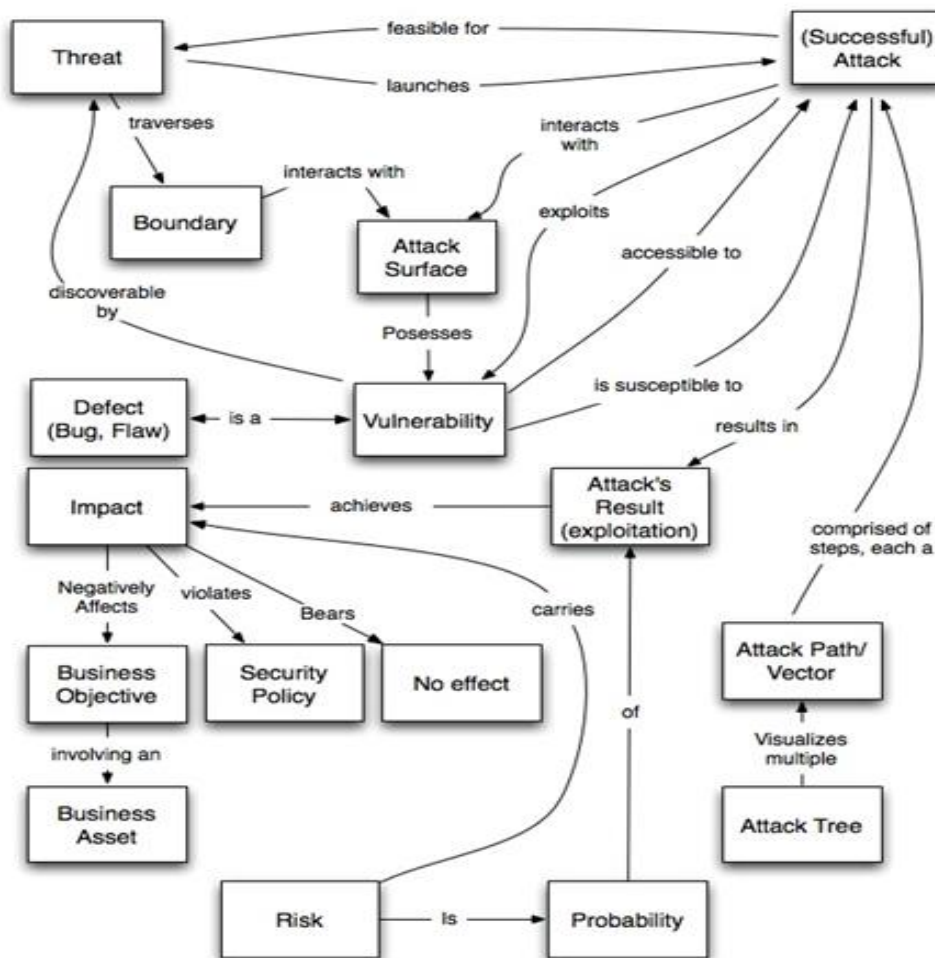 feasible for
(Successful)
Attack
Threat
launches
traverses
interacts
with
interacts with
Boundary
exploits
Attack
Surface
accessible to
discoverable
by
Posesses
Defect
(Bug, Flaw)
is a
Vulnerability
is susceptible to
results in
Impact
achieves
Attack's
Result
(exploitation)
comprised of
steps, each a
Negatively
Affects
violates
Bears
carries
Business
Objective
Security
Policy
No effect
Attack Path/
Vector
of
involving an
Visualizes
multiple
Business
Asset
Attack Tree
Risk
Is
Probability